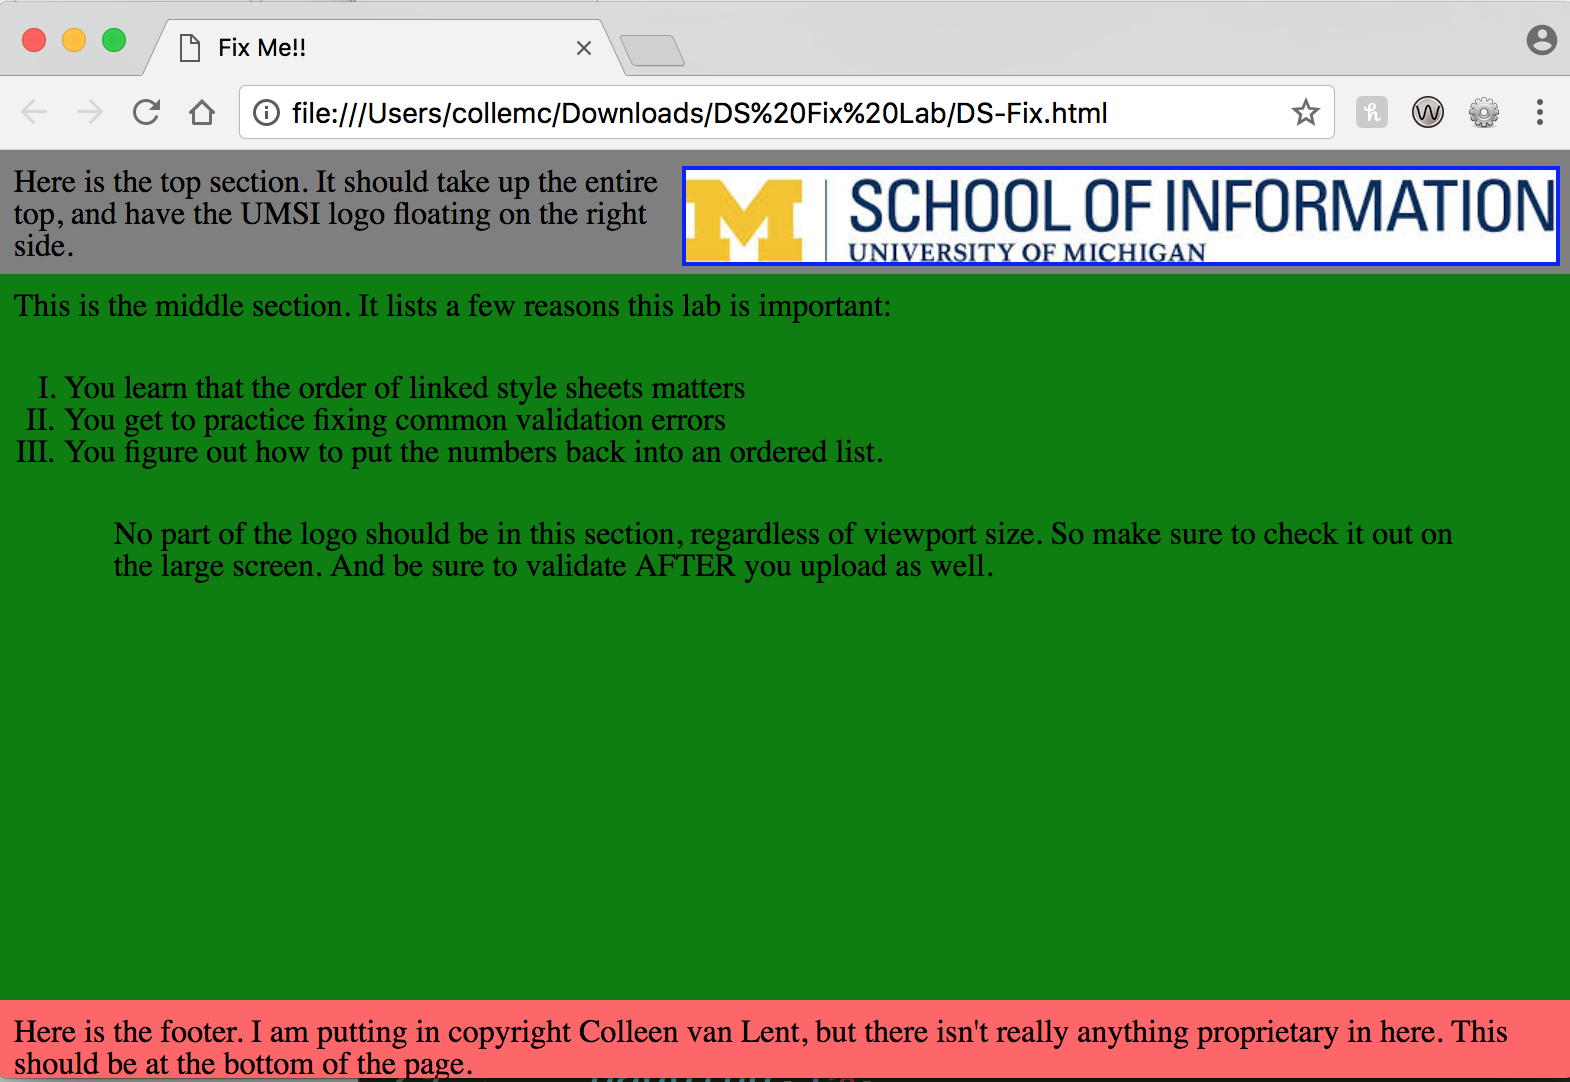 Fix Me!!
file:///Users/collemc/Downloads/DS%20Fix%20Lab/DS-Fix.html
Here is the top section. It should take up the entire
top, and have the UMSI logo floating on the right
side.
M SCHOOL OF INFORMATION
UNIVERSITY OF MICHIGAN
This is the middle section. It lists a few reasons this lab is important:
I. You learn that the order of linked style sheets matters
II. You get to practice fixing common validation errors
III. You figure out how to put the numbers back into an ordered list.
No part of the logo should be in this section, regardless of viewport size. So make sure to check it out on
the large screen. And be sure to validate AFTER you upload as well.
Here is the footer. I am putting in copyright Colleen van Lent, but there isn't really anything proprietary in here. This
should be at the bottom of the page.